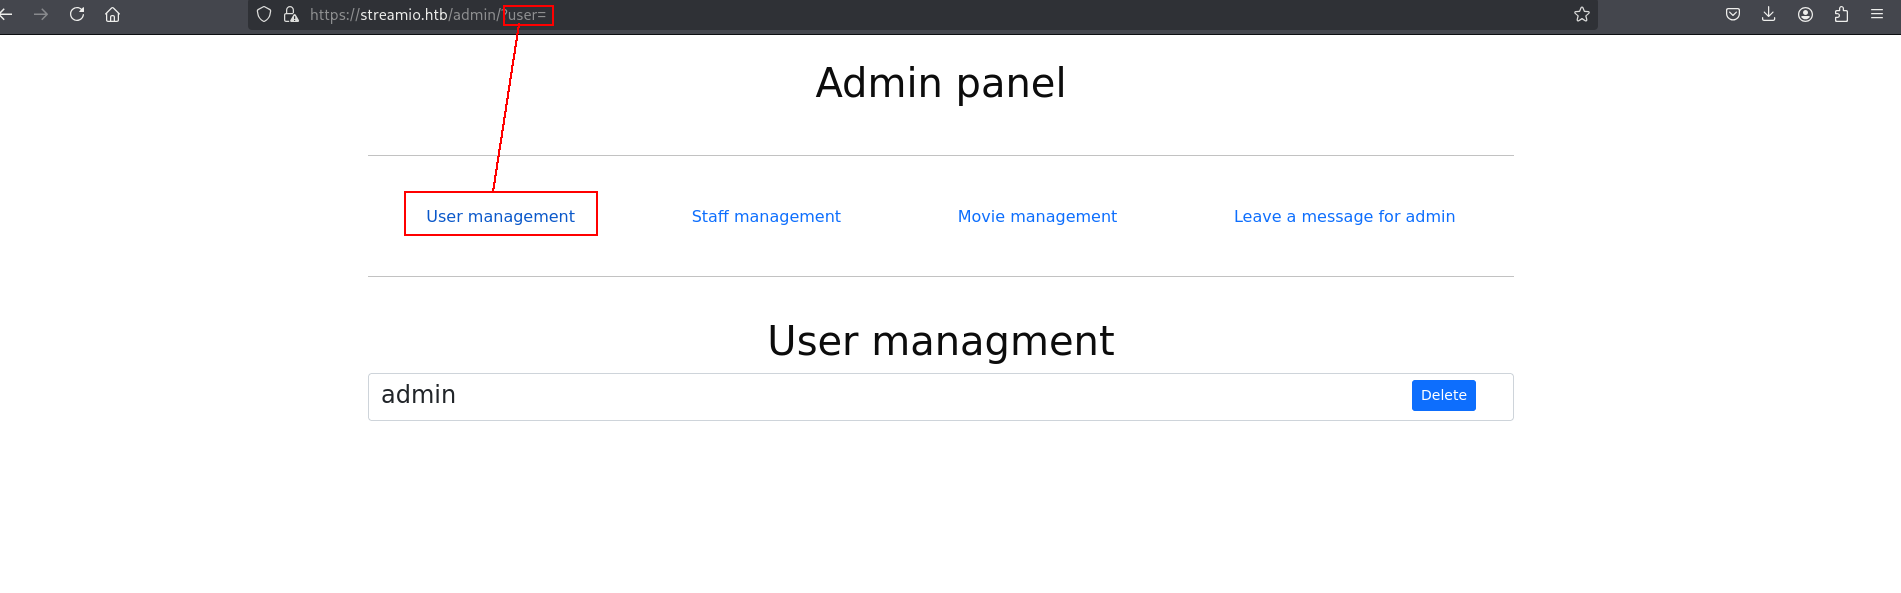 https://streamio.htb/admin/?user=
Admin panel
User management Staff management Movie management Leave a message for admin
User managment
admin Delete